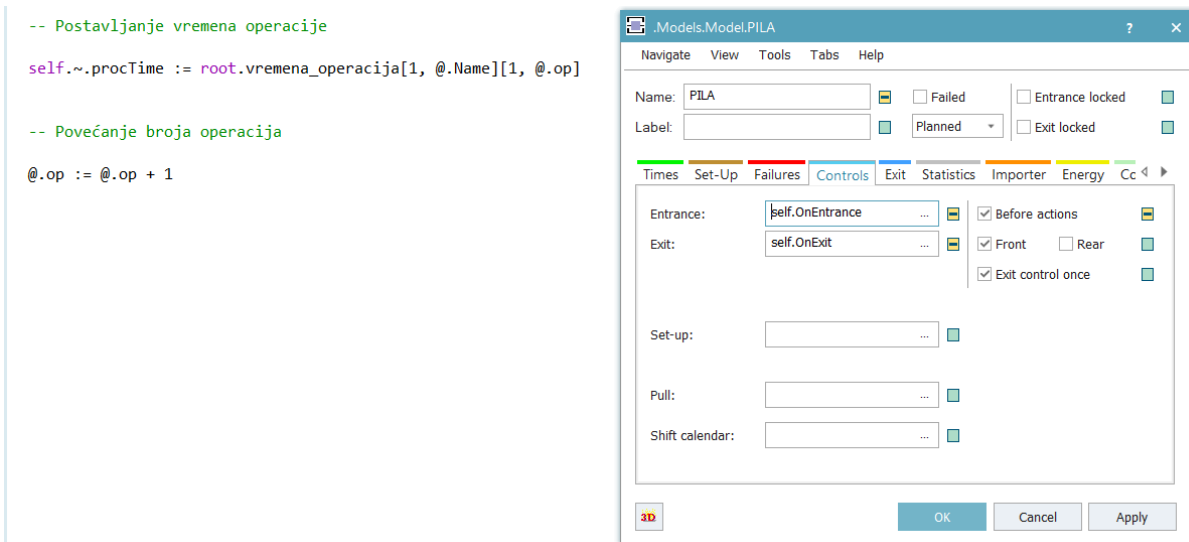 -- Postavljanje vremena operacije
self.~.procTime := root.vremena_operacija[1, @.Name][1, @.op]
-- Povećanje broja operacija
@.op := @.op + 1
.Models.Model.PILA ? ×
Navigate View Tools Tabs Help
Name: PILA Failed Entrance locked
Label: Planned Exit locked
Times Set-Up Failures Controls Exit Statistics Importer Energy Cc
Entrance: self.OnEntrance ... Before actions
Exit: self.OnExit ... Front Rear
Exit control once
Set-up: ...
Pull: ...
Shift calendar: ...
3D OK Cancel Apply